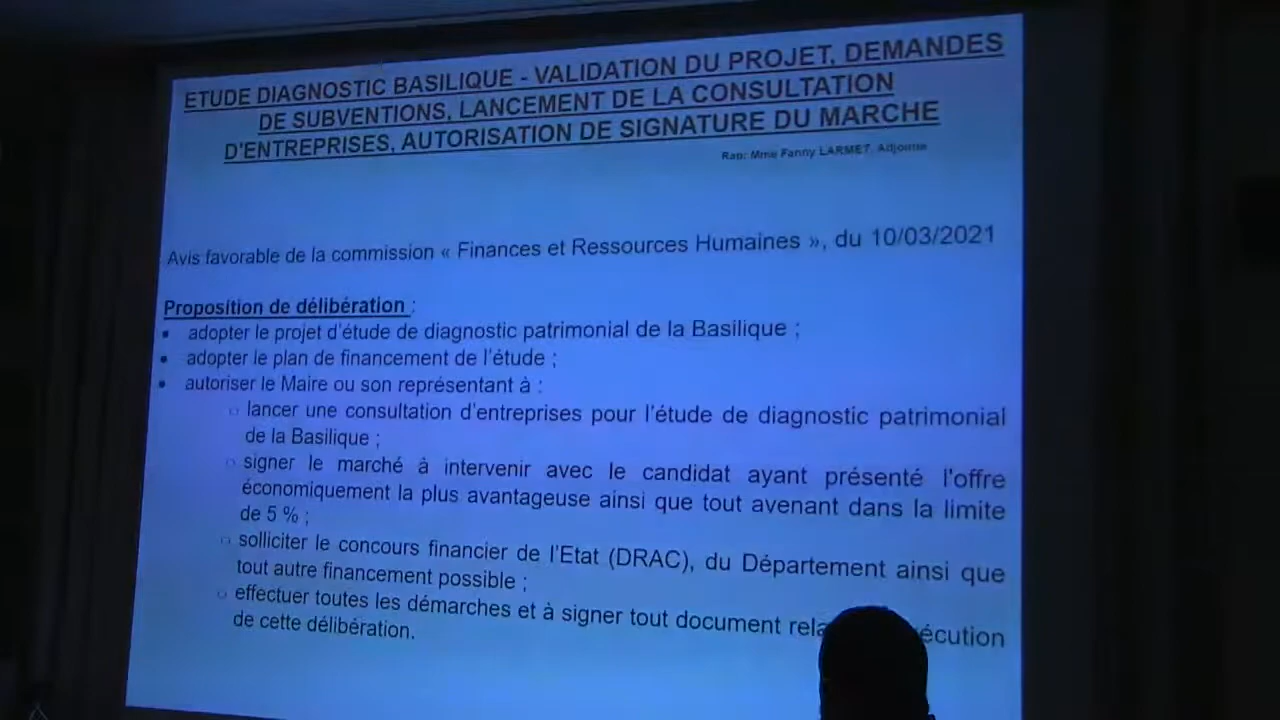 ETUDE DIAGNOSTIC BASILIQUE - VALIDATION DU PROJET, DEMANDES
DE SUBVENTIONS, LANCEMENT DE LA CONSULTATION
D'ENTREPRISES, AUTORISATION DE SIGNATURE DU MARCHE
Rap: Mme Fanny LARMET, Adjointe
Avis favorable de la commission « Finances et Ressources Humaines », du 10/03/2021
Proposition de délibération :
• adopter le projet d'étude de diagnostic patrimonial de la Basilique ;
• adopter le plan de financement de l'étude ;
• autoriser le Maire ou son représentant à :
○ lancer une consultation d'entreprises pour l'étude de diagnostic patrimonial
de la Basilique ;
○ signer le marché à intervenir avec le candidat ayant présenté l'offre
économiquement la plus avantageuse ainsi que tout avenant dans la limite
de 5 % ;
○ solliciter le concours financier de l'Etat (DRAC), du Département ainsi que
tout autre financement possible ;
○ effectuer toutes les démarches et à signer tout document
de cette délibération.